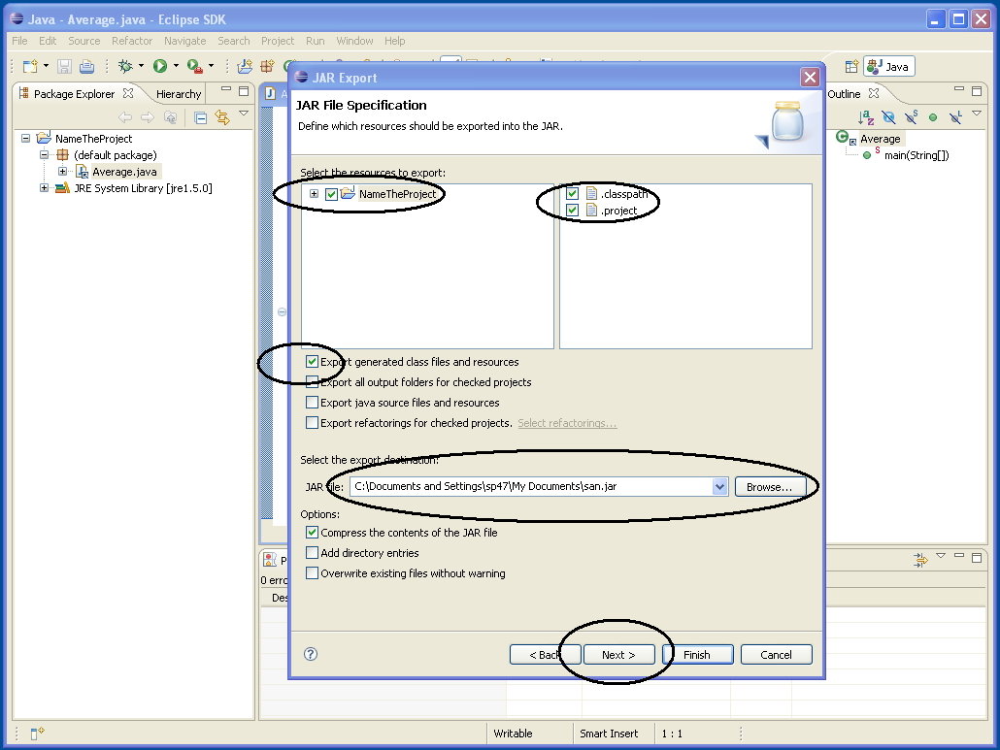 Java - Average.java - Eclipse SDK
File Edit Source Refactor Navigate Search Project Run Window Help
Java
Package Explorer Hierarchy
NameTheProject
(default package)
Average.java
JRE System Library [jre1.5.0]
JAR Export
JAR File Specification
Define which resources should be exported into the JAR.
Select the resources to export:
NameTheProject
.classpath
.project
Export generated class files and resources
Export all output folders for checked projects
Export java source files and resources
Export refactorings for checked projects. Select refactorings...
Select the export destination:
JAR file: C:\Documents and Settings\sp47\My Documents\san.jar Browse...
Options:
Compress the contents of the JAR file
Add directory entries
Overwrite existing files without warning
< Back Next > Finish Cancel
Outline
Average
main(String[])
0
Writable Smart Insert 1 : 1